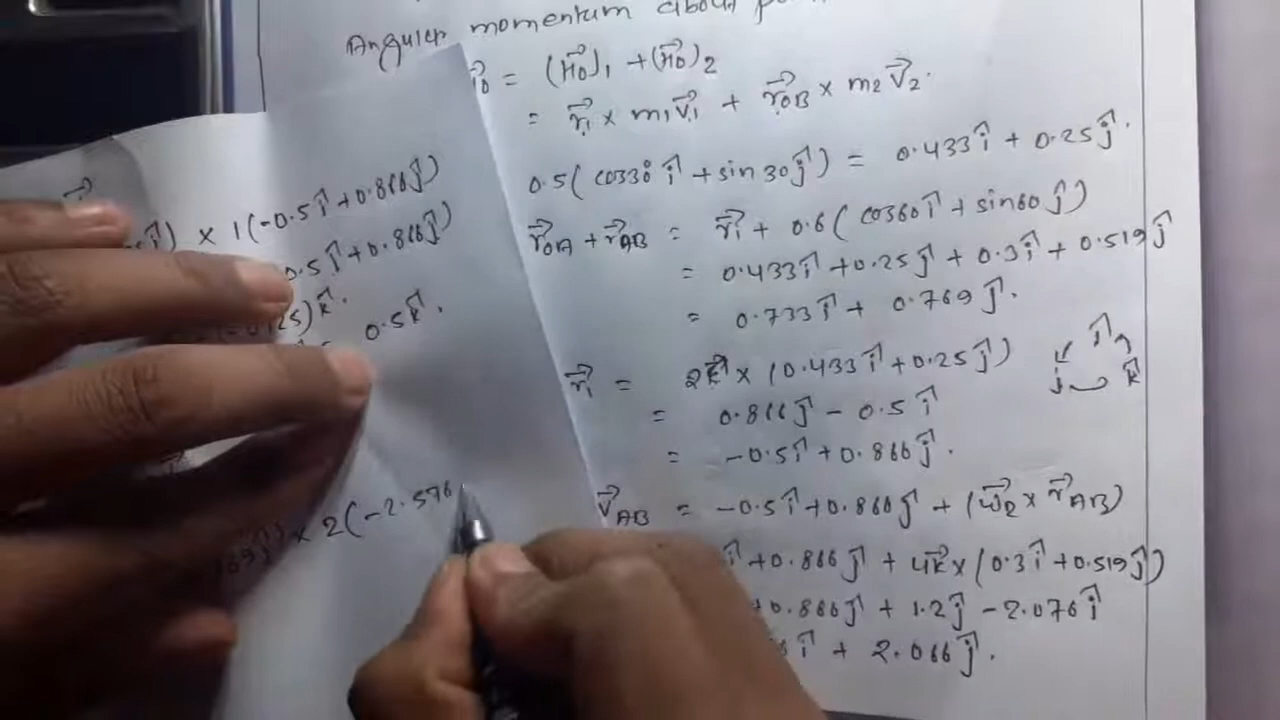 Angular momentum about
= (H⃗0)1 + (H⃗0)2
= r⃗1 × m1v⃗1 + r⃗OB × m2 v⃗2.
0.5( cos30 î + sin 30 ĵ ) = 0.433 î + 0.25 ĵ.
r⃗OA + r⃗AB = r⃗1 + 0.6 ( cos60 î + sin60 ĵ )
= 0.433 î + 0.25 ĵ + 0.3 î + 0.519 ĵ
= 0.733 î + 0.769 ĵ.
r⃗1 = 2k⃗ × (0.433 î + 0.25 ĵ)
= 0.866 ĵ - 0.5 î
= -0.5 î + 0.866 ĵ.
î
j k̂
v⃗AB = -0.5 î + 0.866 ĵ + (ω⃗2 × r⃗AB)
î + 0.866 ĵ + 4k⃗ × (0.3 î + 0.519 ĵ)
+ 0.866 ĵ + 1.2 ĵ - 2.076 î
î + 2.066 ĵ.
× 1(-0.5 î + 0.866 ĵ)
0.5 î + 0.866 ĵ)
) k̂.
0.5 k̂.
× 2(-2.576